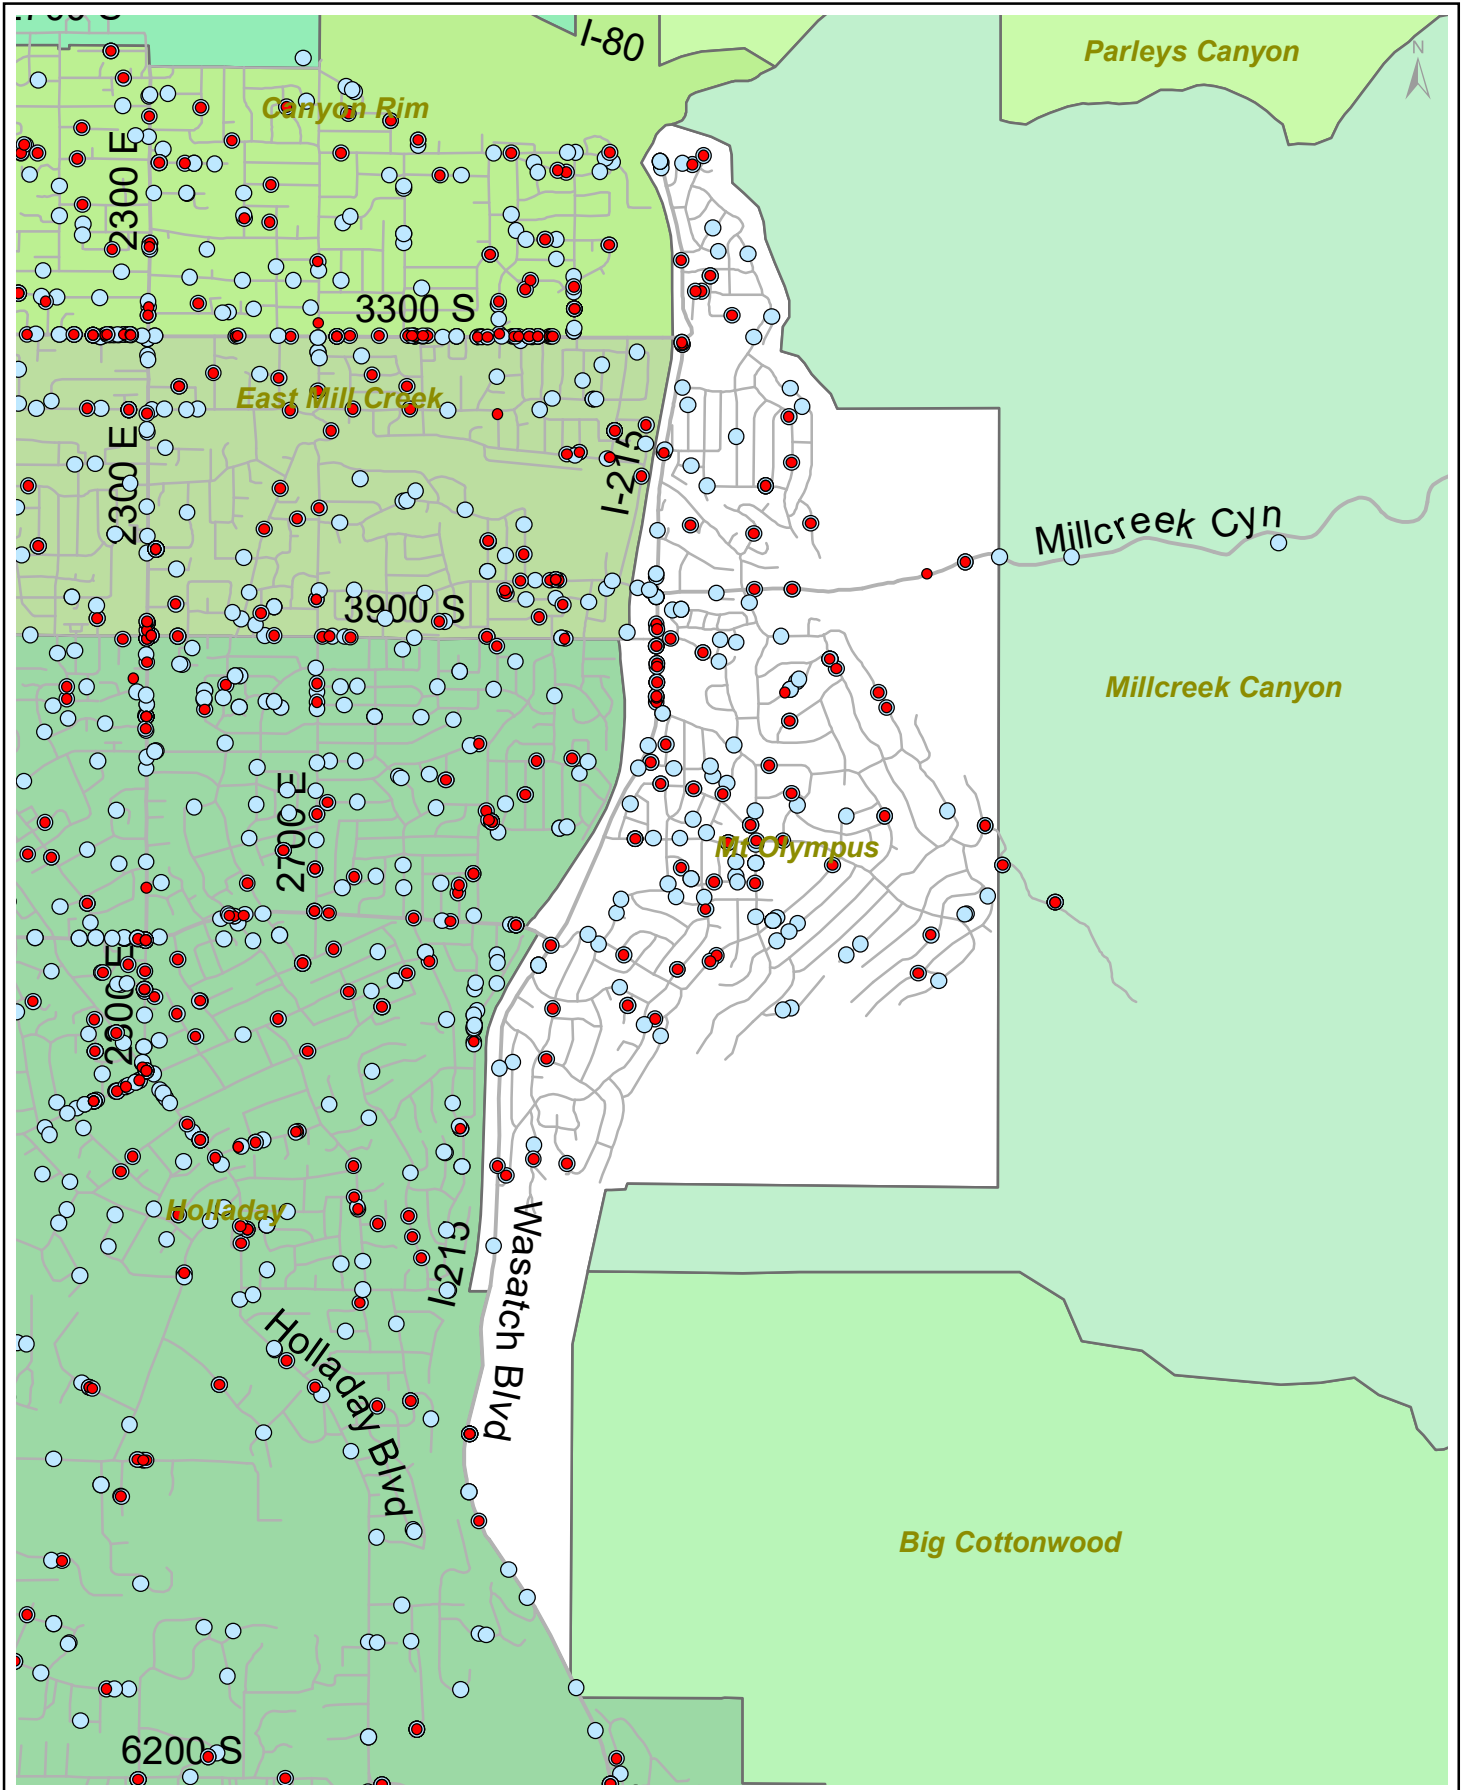 I-80
Parleys Canyon
N
Canyon Rim
2300 E
3300 S
East Mill Creek
2300 E
I-215
Millcreek Cyn
3900 S
Millcreek Canyon
2700 E
Mt Olympus
2300 E
Holladay
I-215
Wasatch Blvd
Holladay Blvd
Big Cottonwood
6200 S